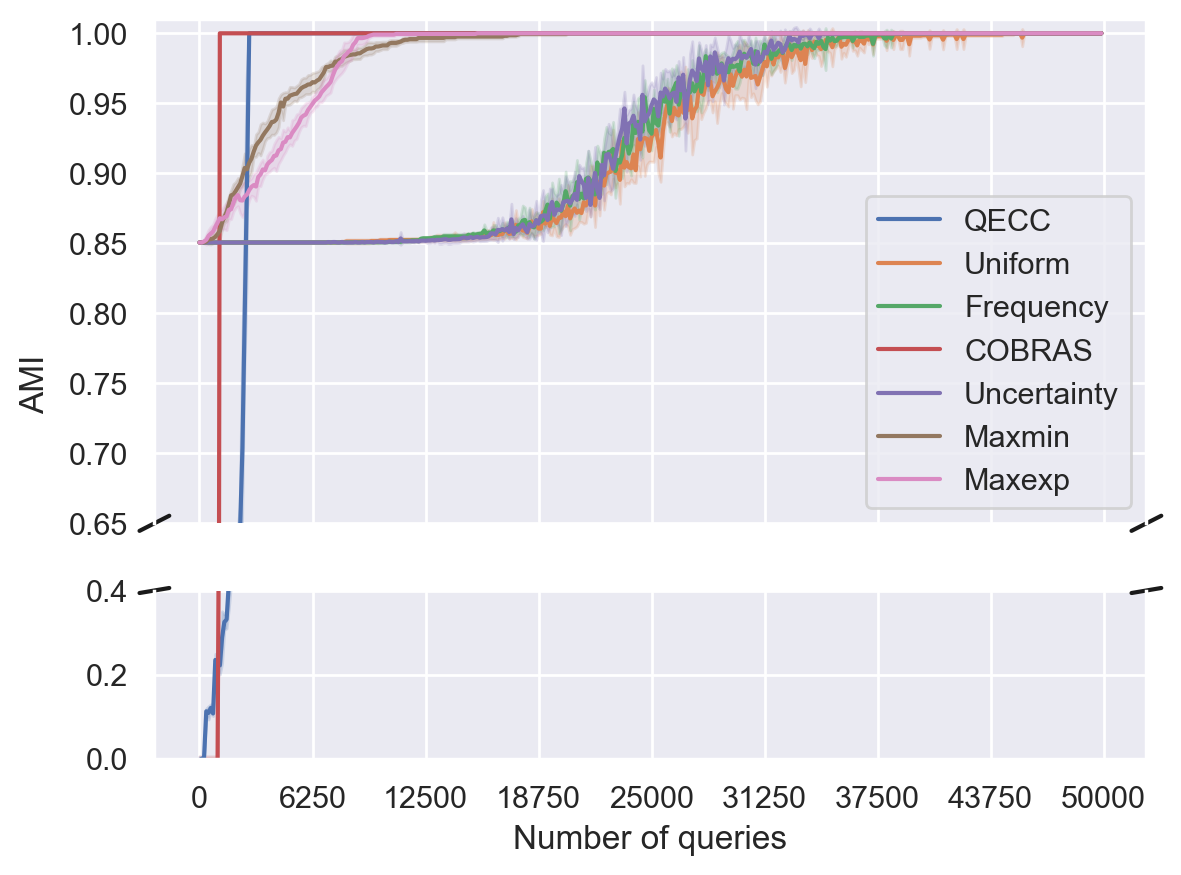 1.00
0.95
0.90
0.85
0.80
0.75
0.70
0.65
0.4
0.2
0.0
AMI
QECC
Uniform
Frequency
COBRAS
Uncertainty
Maxmin
Maxexp
0 6250 12500 18750 25000 31250 37500 43750 50000
Number of queries